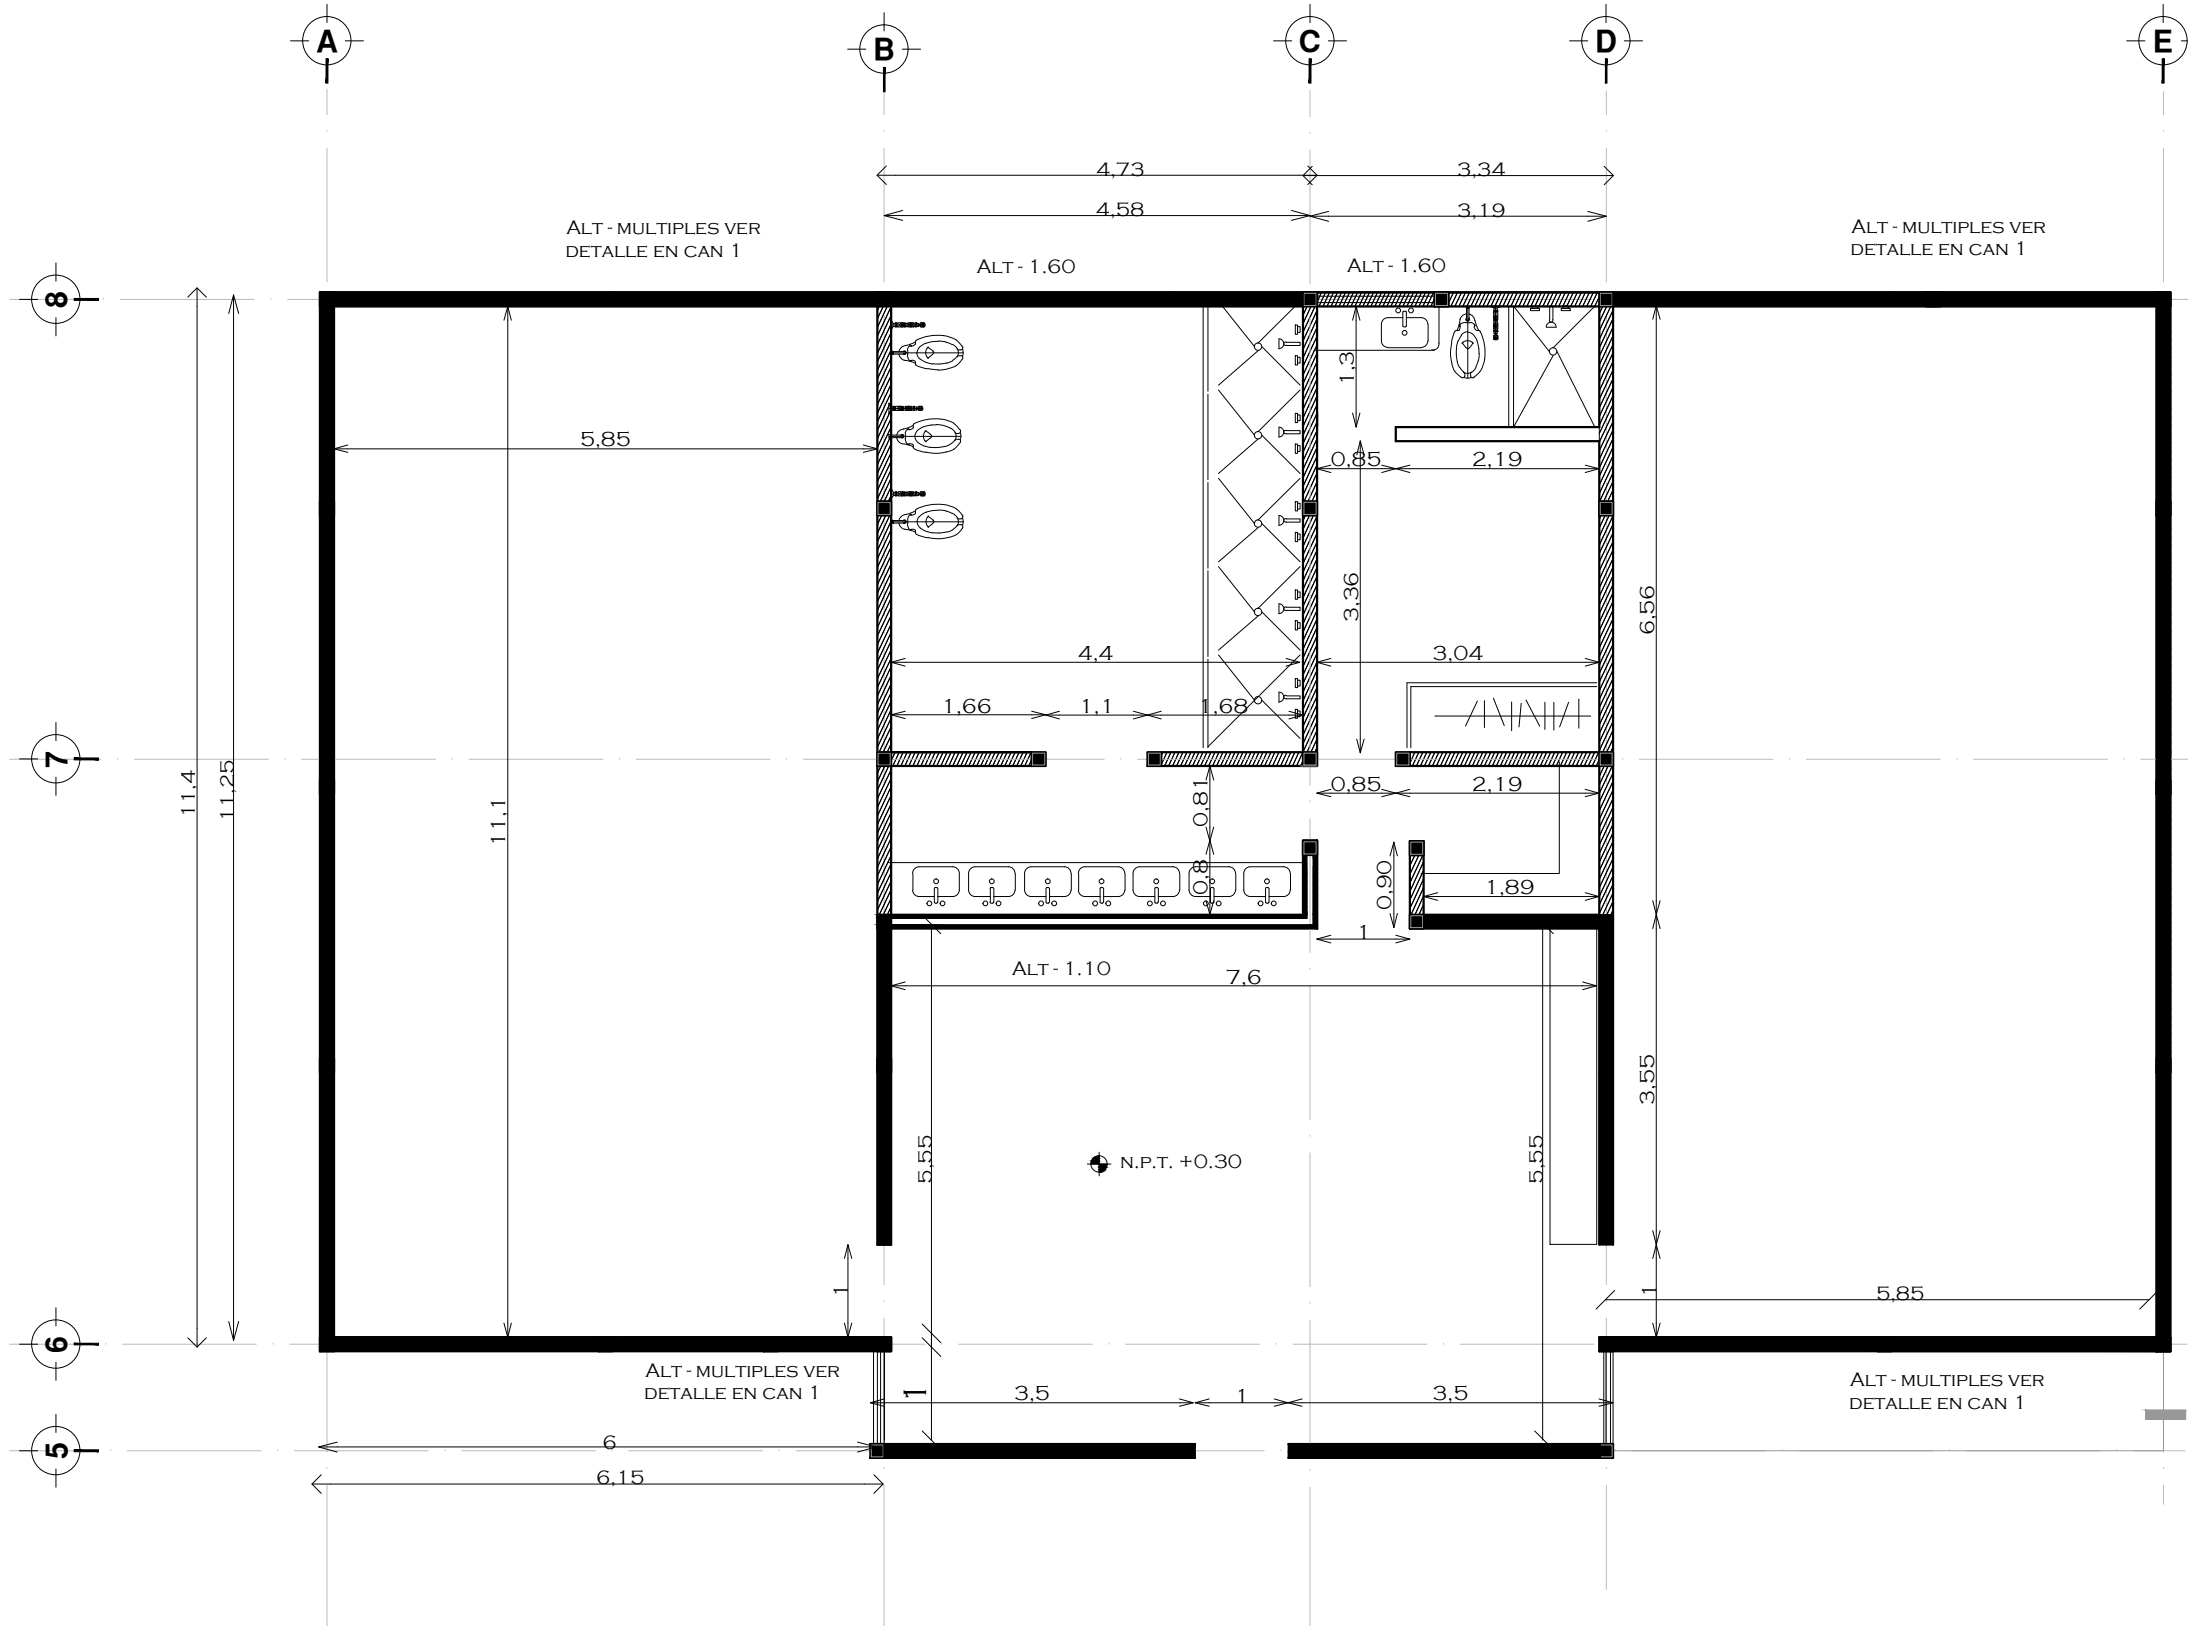 A
B
C
D
E
4,73
3,34
4,58
3,19
ALT - MULTIPLES VER
DETALLE EN CAN 1
ALT - MULTIPLES VER
DETALLE EN CAN 1
ALT - 1.60
ALT - 1.60
8
1,3
5,85
0,85
2,19
3,36
6,56
4,4
3,04
1,66
1,1
1,68
7
11,4
11,25
11,1
0,81
0,85
2,19
0,8
0,90
1,89
1
ALT - 1.10
7,6
3,55
5,55
5,55
N.P.T. +0.30
1
1
5,85
6
ALT - MULTIPLES VER
DETALLE EN CAN 1
1
3,5
1
3,5
ALT - MULTIPLES VER
DETALLE EN CAN 1
5
6
6,15